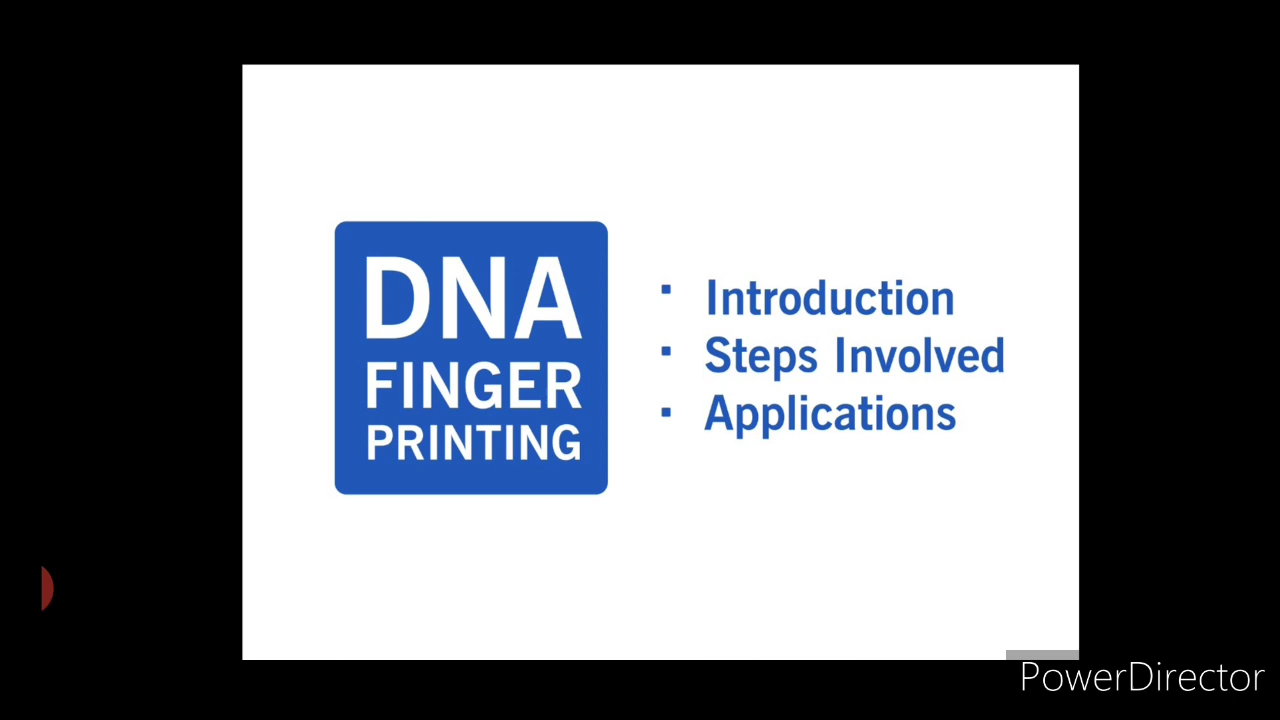 DNA
FINGER
PRINTING
▪ Introduction
▪ Steps Involved
▪ Applications
PowerDirector